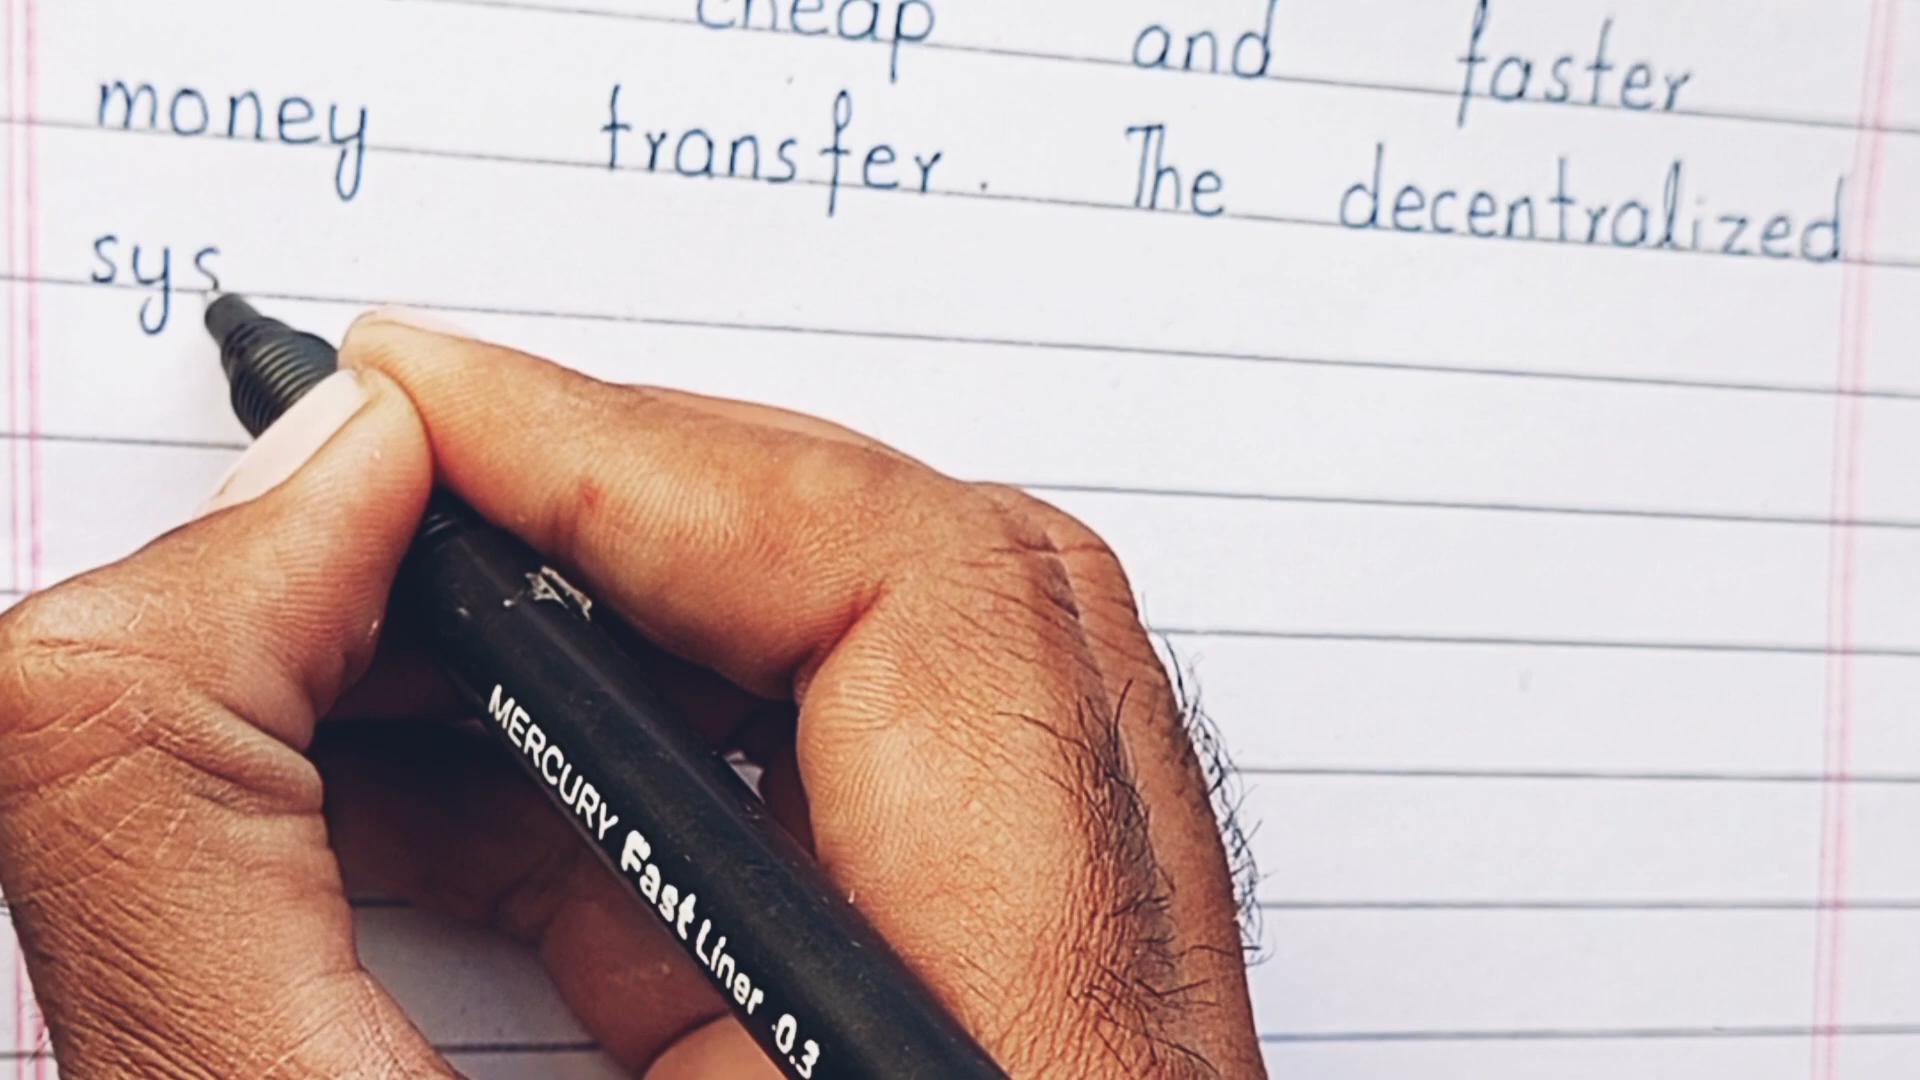 cheap and faster
money transfer. The decentralized
sys
MERCURY Fast Liner 0.3